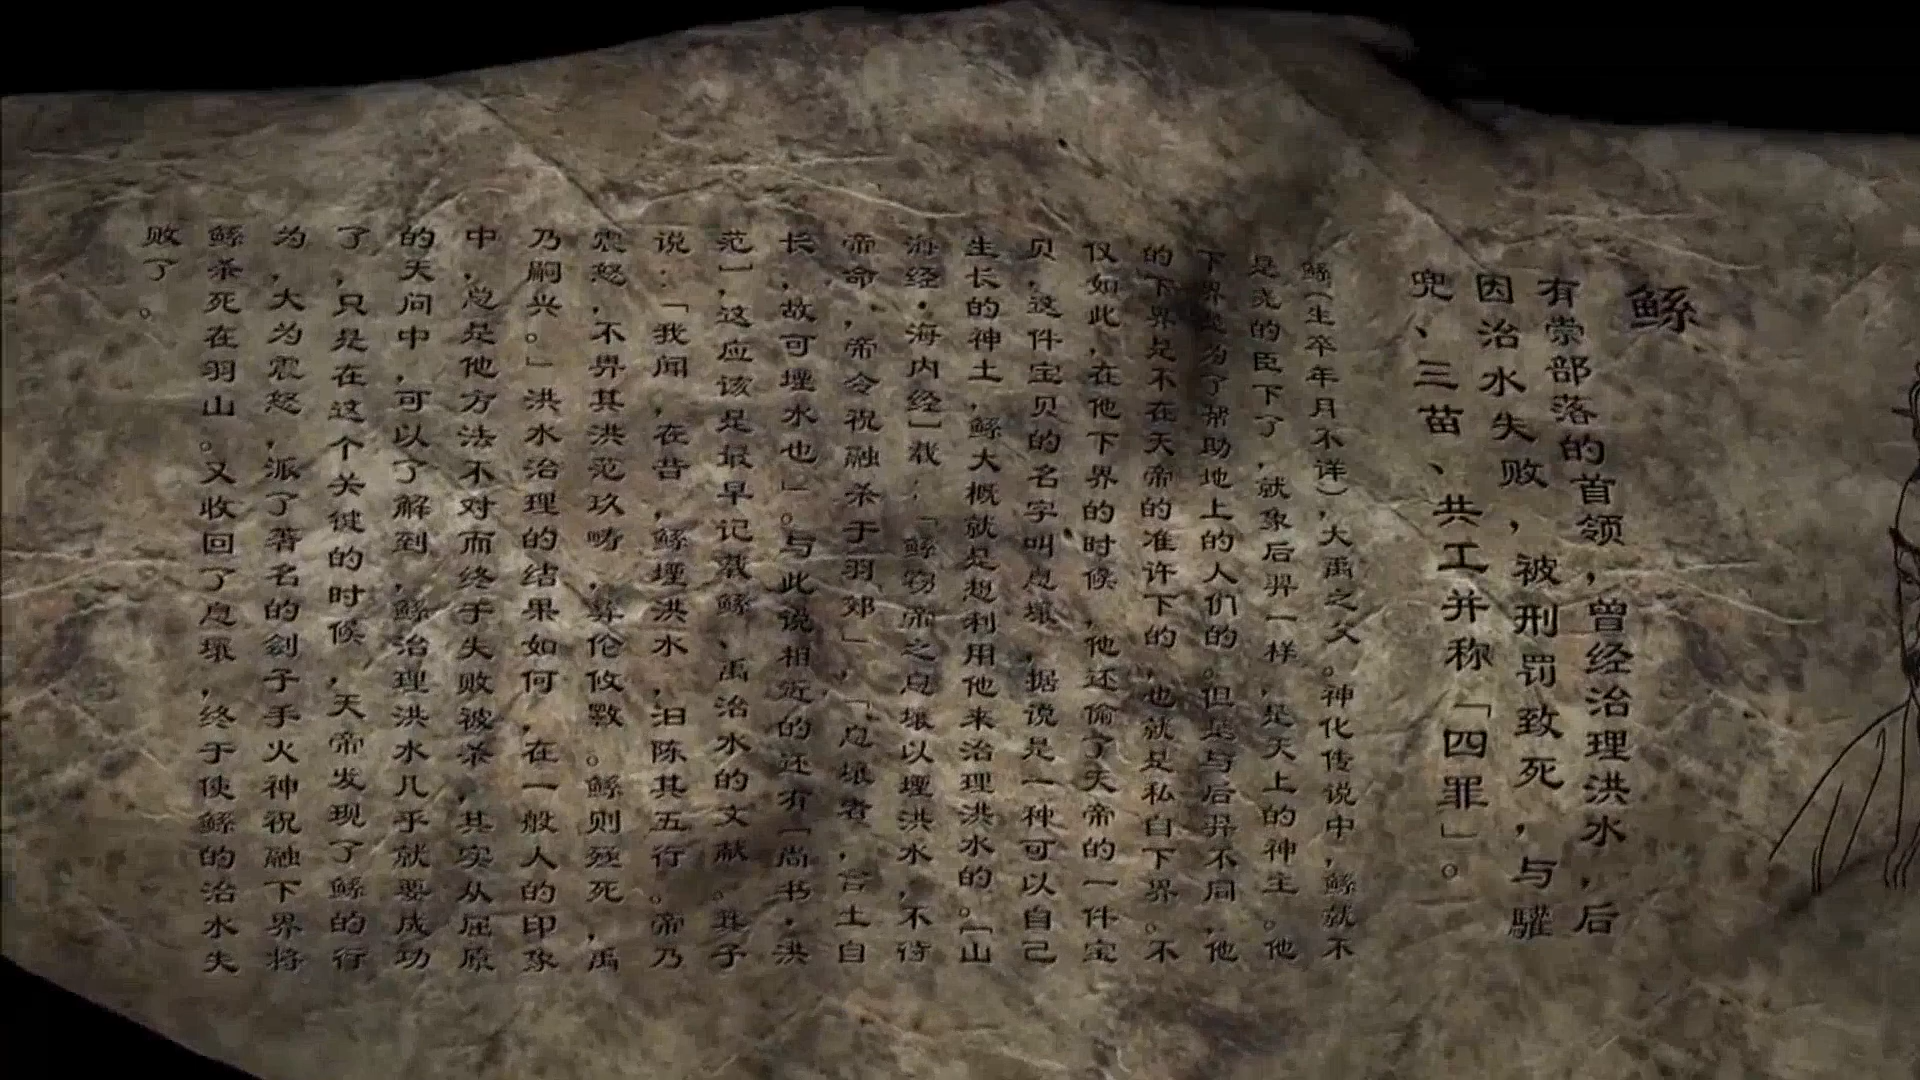 鲧
有崇部落的首领，曾经治理洪水，后
因治水失败，被刑罚致死，与驩
兜、三苗、共工并称「四罪」。
鲧（生卒年月不详），大禹之父。神化传说中，鲧就不
是尧的臣下了，就象后羿一样，是天上的神主。他
下界是为了帮助地上的人们的。但是与后羿不同，他
的下界是不在天帝的准许下的，也就是私自下界。不
仅如此，在他下界的时候，他还偷了天帝的一件宝
贝，这件宝贝的名字叫息壤，据说是一种可以自己
生长的神土，鲧大概就是想利用他来治理洪水的。「山
海经·海内经」载：「鲧窃帝之息壤以堙洪水，不待
帝命，帝令祝融杀于羽郊」，「息壤者，言土自
长，故可堙水也」。与此说相近的还有「尚书·洪
范」，这应该是最早记载鲧、禹治水的文献。箕子
说：「我闻，在昔，鲧堙洪水，汩陈其五行。帝乃
震怒，不畀其洪范玖畴，彝伦攸斁。鲧则殛死，禹
乃嗣兴。」洪水治理的结果如何，在一般人的印象
中，总是他方法不对而终于失败被杀，其实从屈原
的天问中，可以了解到，鲧治理洪水几乎就要成功
了，只是在这个关键的时候，天帝发现了鲧的行
为，大为震怒，派了著名的刽子手火神祝融下界将
鲧杀死在羽山。又收回了息壤，终于使鲧的治水失
败了。